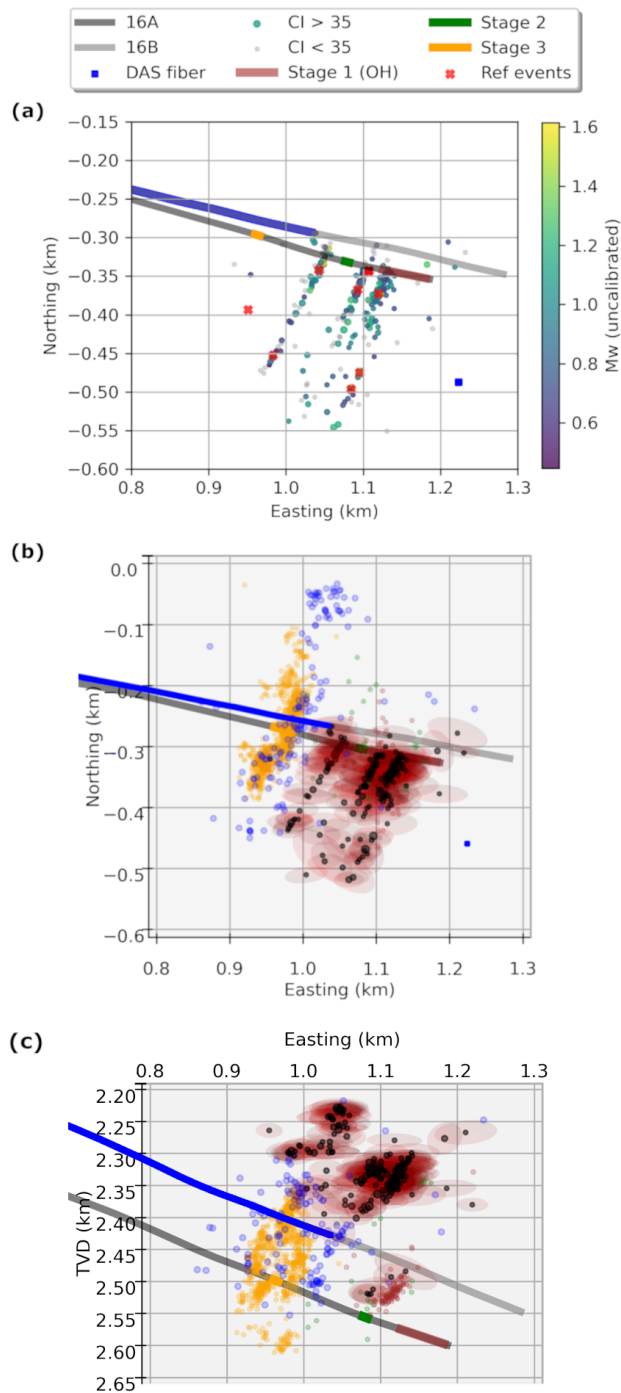 16A CI > 35 Stage 2
16B CI < 35 Stage 3
DAS fiber Stage 1 (OH) Ref events
(a)
−0.15
−0.20
−0.25
−0.30
−0.35
−0.40
−0.45
−0.50
−0.55
−0.60
Northing (km)
0.8 0.9 1.0 1.1 1.2 1.3
Easting (km)
1.6
1.4
1.2
1.0
0.8
0.6
Mw (uncalibrated)
(b)
0.0
−0.1
−0.2
−0.3
−0.4
−0.5
−0.6
Northing (km)
0.8 0.9 1.0 1.1 1.2 1.3
Easting (km)
(c)
Easting (km)
0.8 0.9 1.0 1.1 1.2 1.3
2.20
2.25
2.30
2.35
2.40
2.45
2.50
2.55
2.60
2.65
TVD (km)